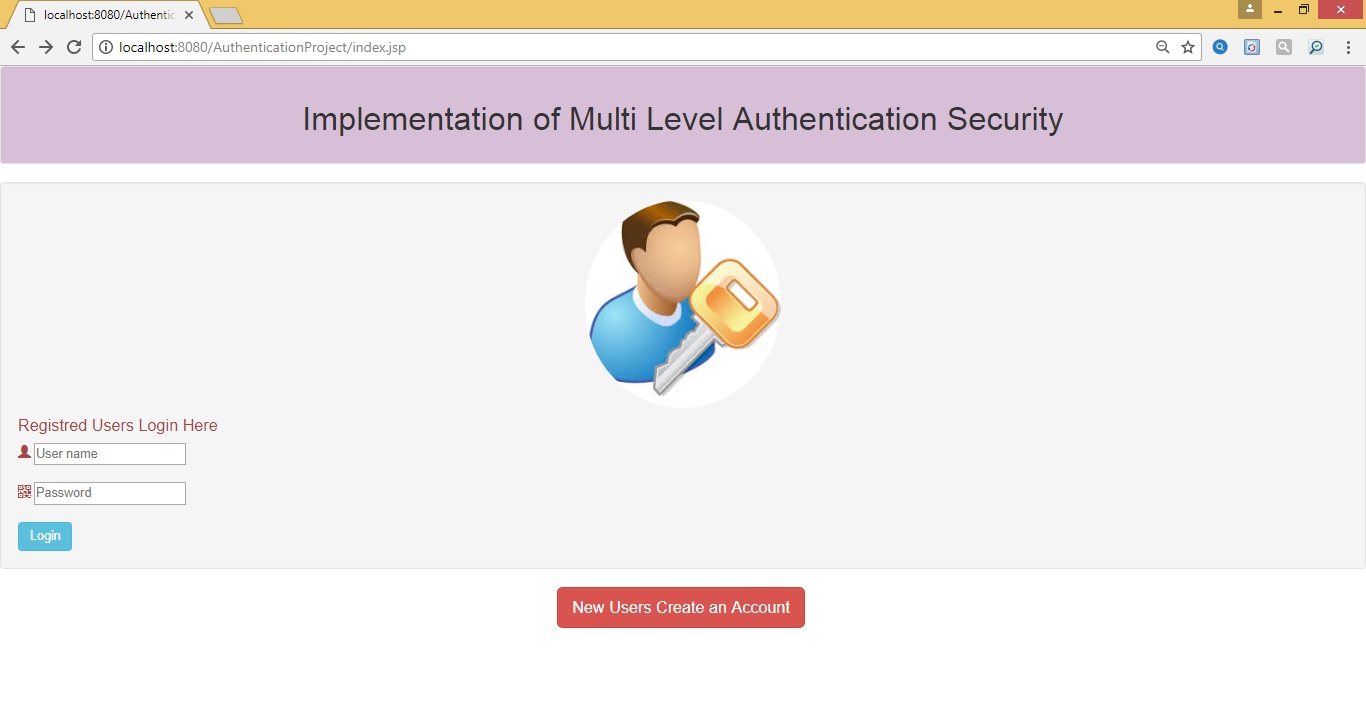 localhost:8080/Authentic
localhost:8080/AuthenticationProject/index.jsp
Implementation of Multi Level Authentication Security
Registred Users Login Here
User name
Password
Login
New Users Create an Account